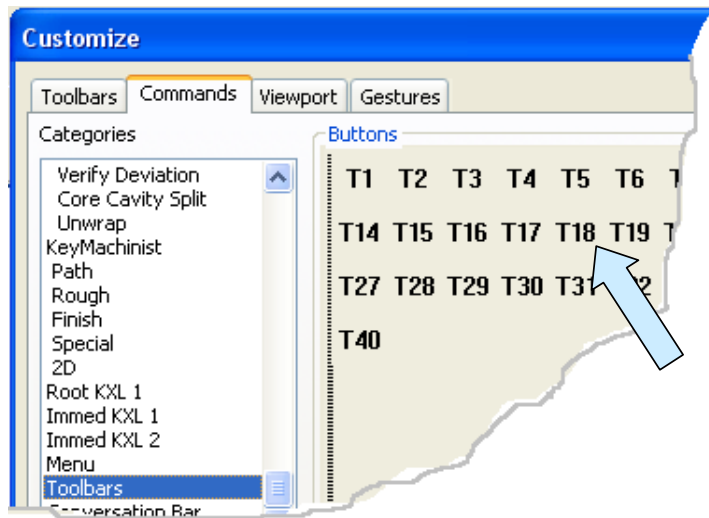 Customize
Toolbars Commands Viewport Gestures
Categories
Verify Deviation
Core Cavity Split
Unwrap
KeyMachinist
Path
Rough
Finish
Special
2D
Root KXL 1
Immed KXL 1
Immed KXL 2
Menu
Toolbars
Bar
Buttons
T1 T2 T3 T4 T5 T6
T14 T15 T16 T17 T18 T19
T27 T28 T29 T30 T31
T40